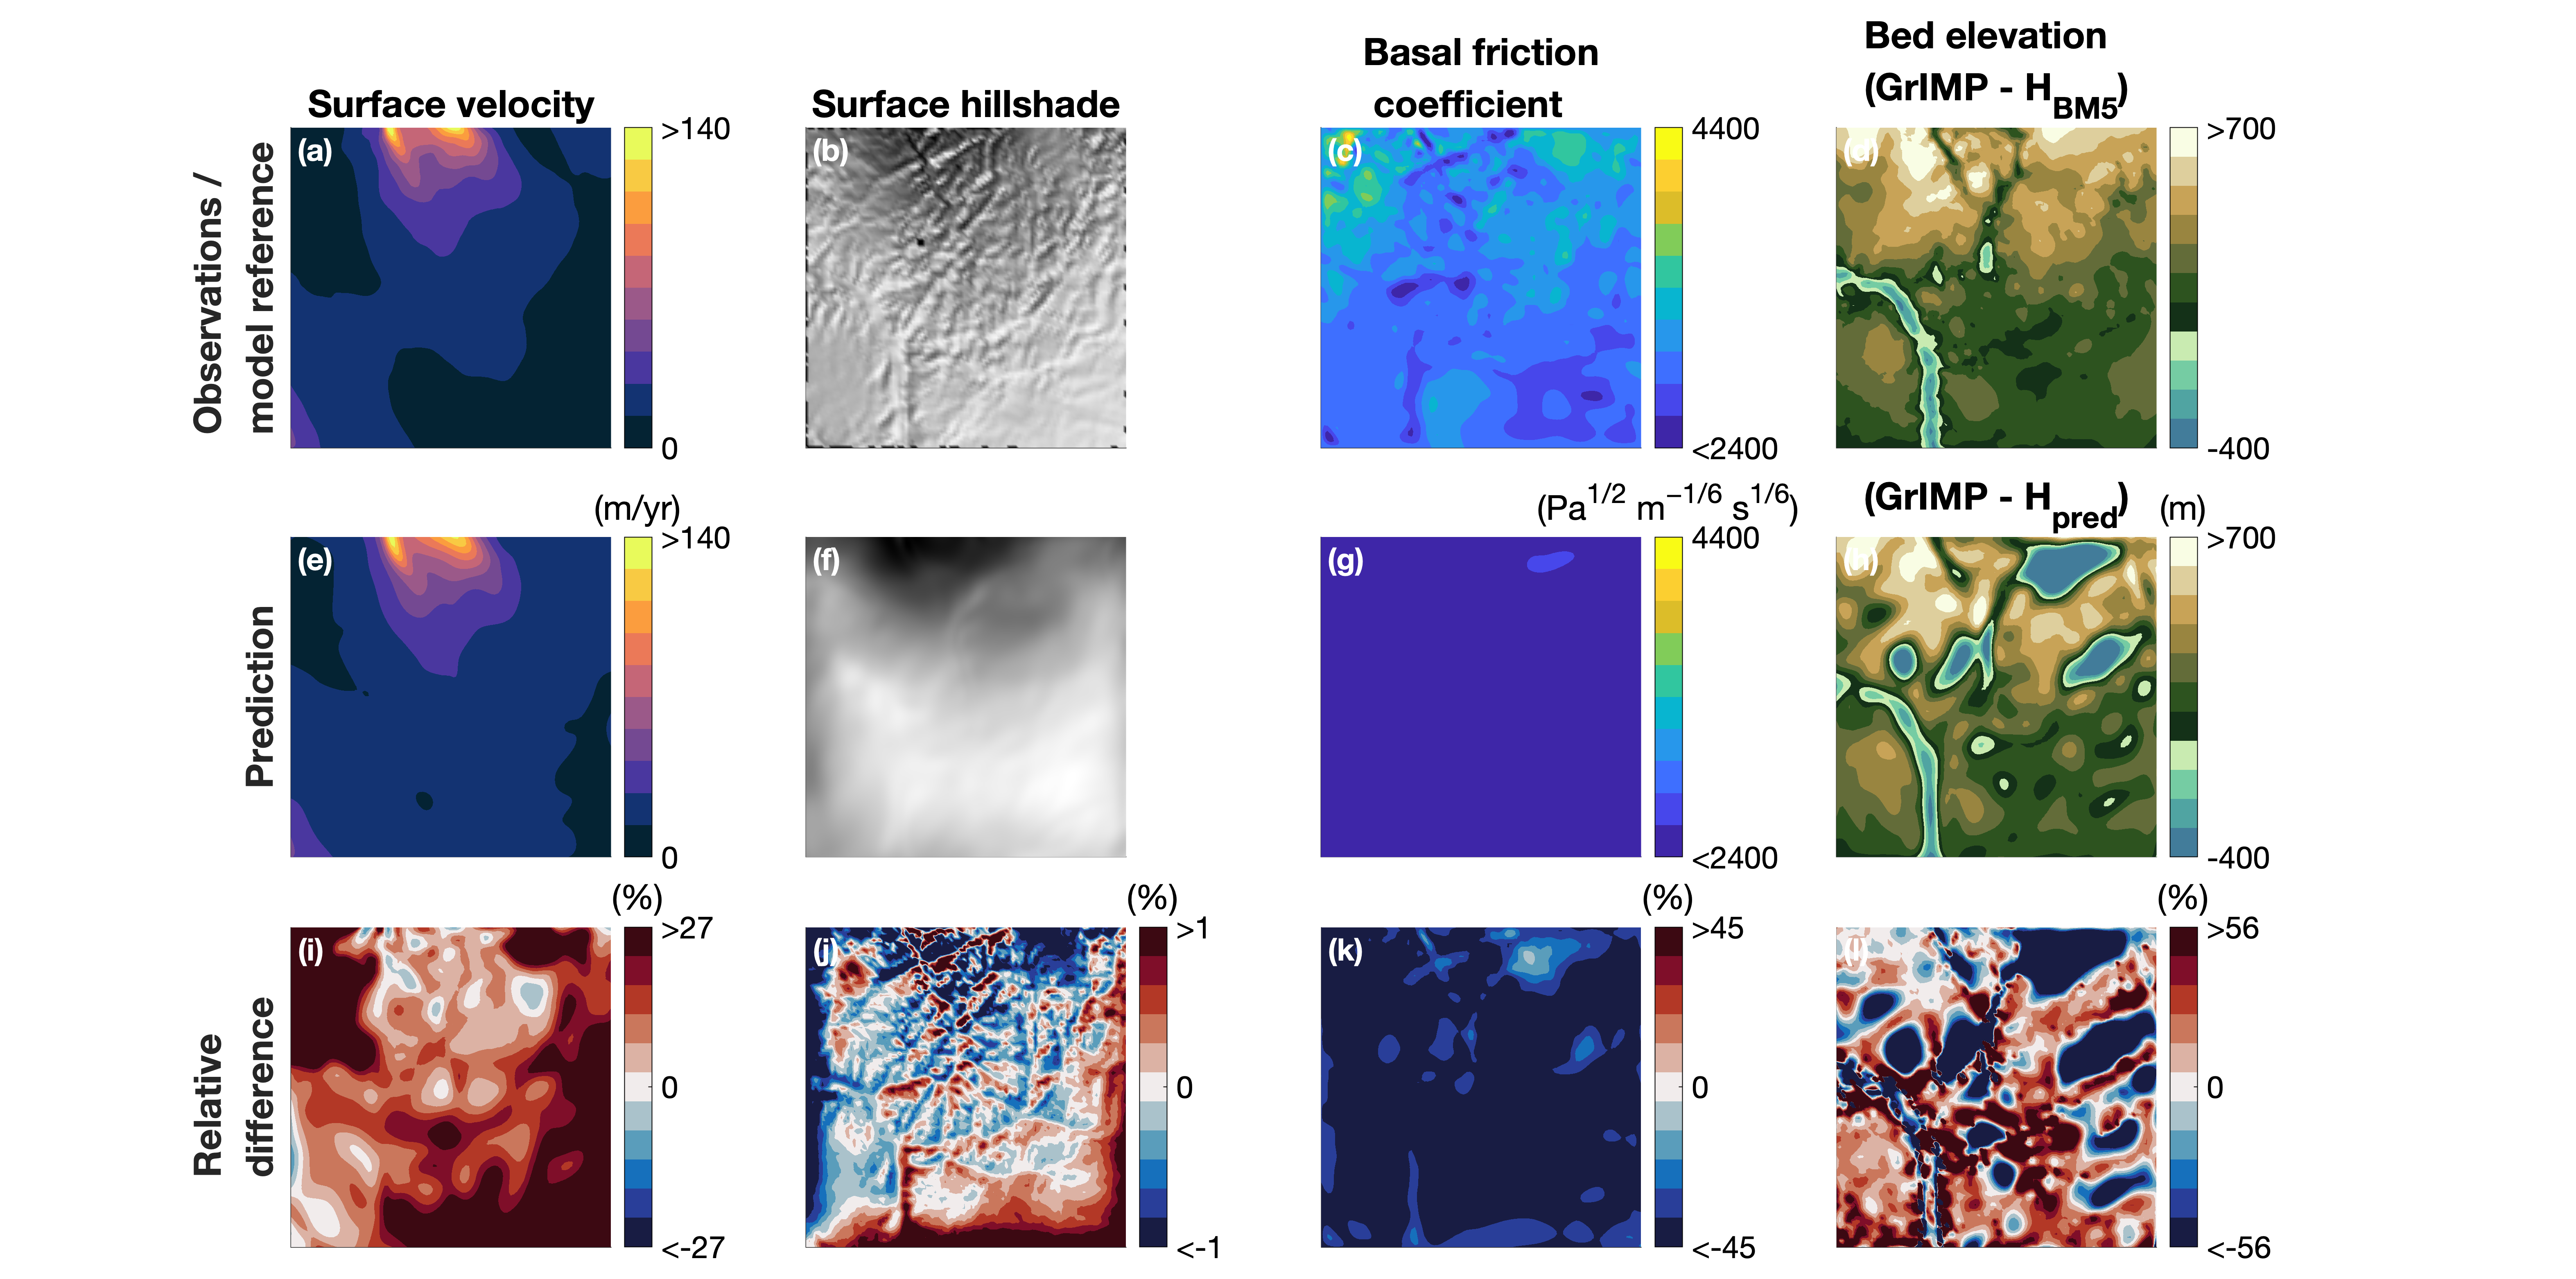 Surface velocity
Surface hillshade
Basal friction
coefficient
Bed elevation
(GrIMP - H_BM5)
Observations /
model reference
(a)
>140
0
(b)
(c)
4400
<2400
(d)
>700
-400
(m/yr)
(Pa^1/2 m^−1/6 s^1/6)
(GrIMP - H_pred)
(m)
Prediction
(e)
>140
0
(f)
(g)
4400
<2400
(h)
>700
-400
Relative
difference
(%)
(i)
>27
0
<-27
(%)
(j)
>1
0
<-1
(%)
(k)
>45
0
<-45
(%)
(l)
>56
0
<-56